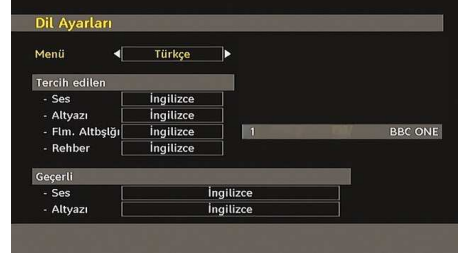 Dil Ayarları
Menü Türkçe
Tercih edilen
- Ses İngilizce
- Altyazı İngilizce
- Flm. Altbşlğı İngilizce
1 BBC ONE
- Rehber İngilizce
Geçerli
- Ses İngilizce
- Altyazı İngilizce